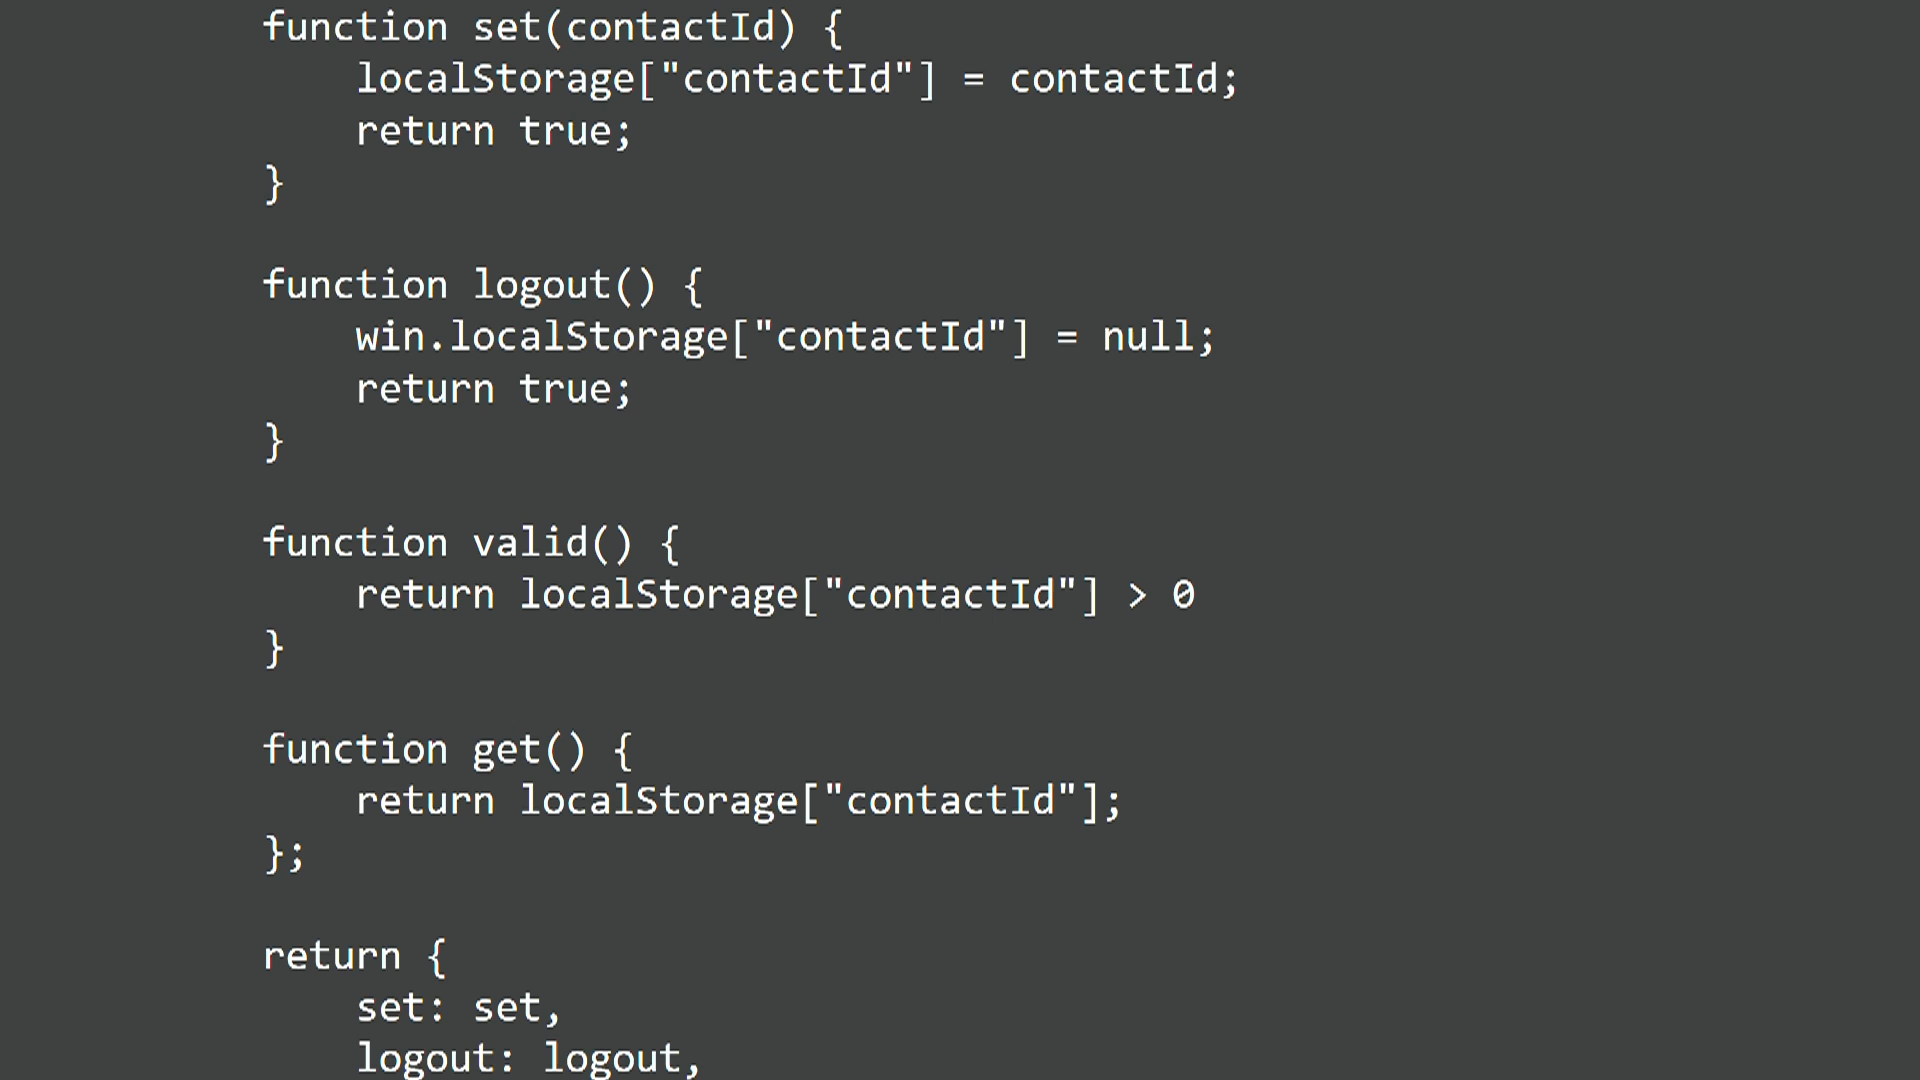 function set(contactId) {
    localStorage["contactId"] = contactId;
    return true;
}
function logout() {
    win.localStorage["contactId"] = null;
    return true;
}
function valid() {
    return localStorage["contactId"] > 0
}
function get() {
    return localStorage["contactId"];
};
return {
    set: set,
    logout: logout,